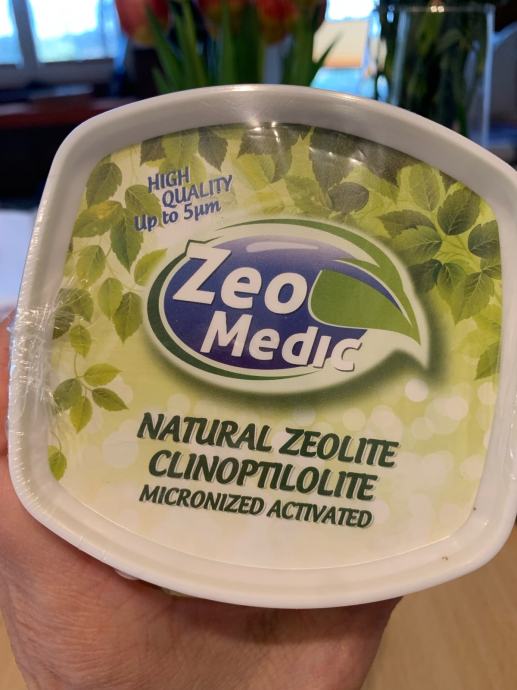 HIGH
QUALITY
Up to 5µm
Zeo
Medic
NATURAL ZEOLITE
CLINOPTILOLITE
MICRONIZED ACTIVATED